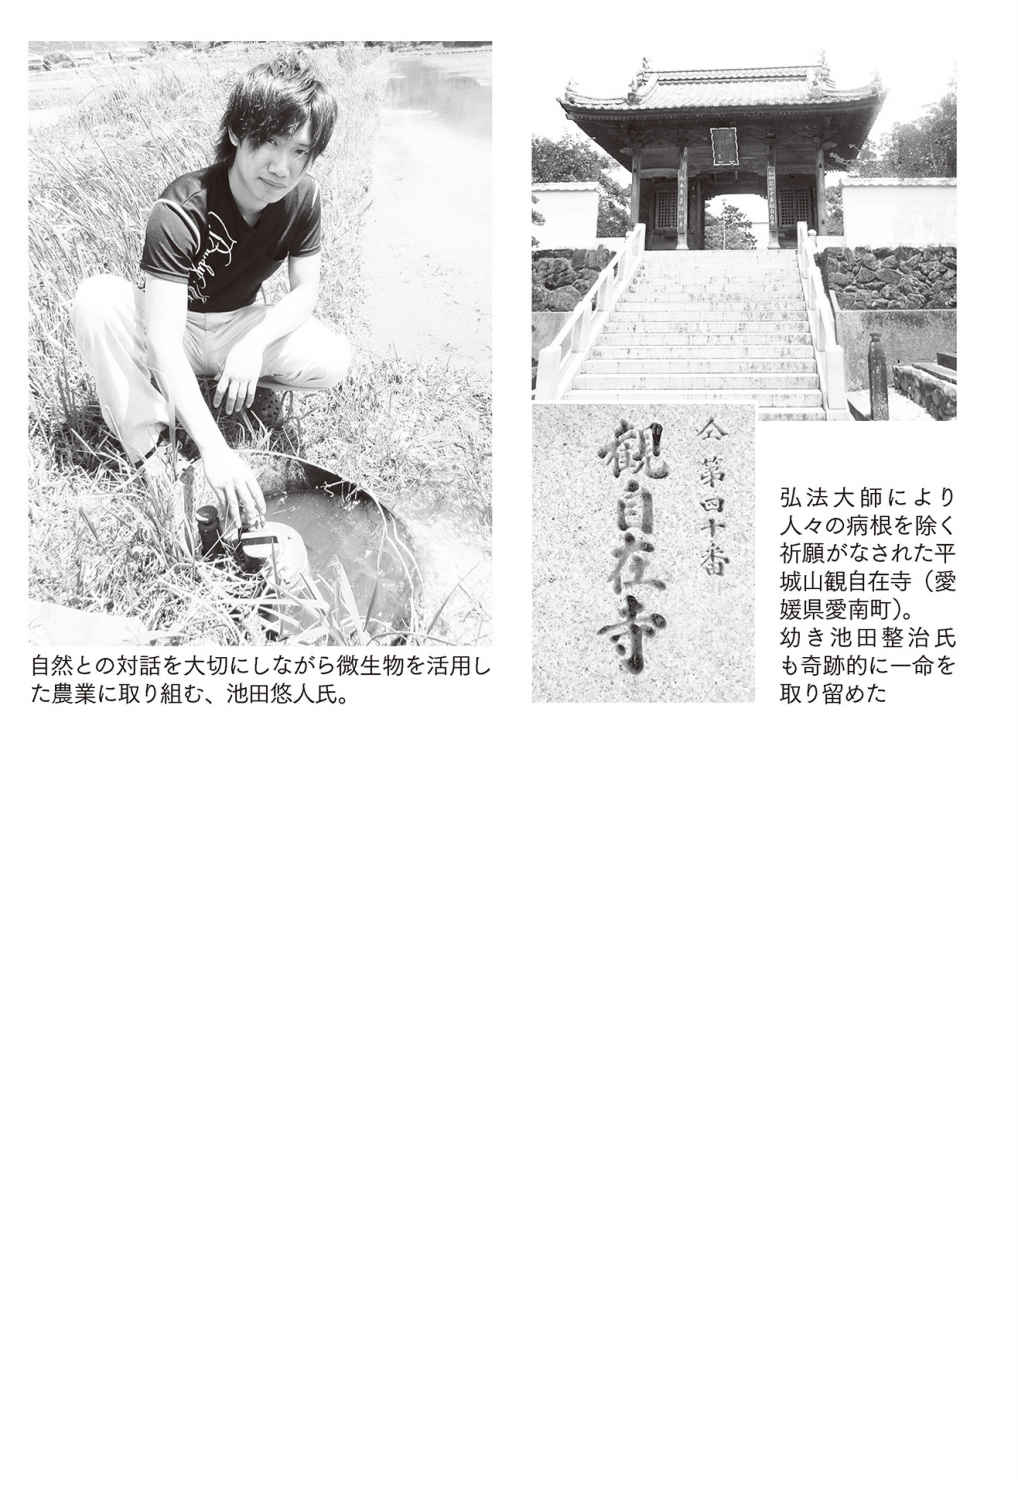 仝 第四十番
観自在寺
弘法大師により
人々の病根を除く
祈願がなされた平
城山観自在寺（愛
媛県愛南町）。
幼き池田整治氏
も奇跡的に一命を
取り留めた
自然との対話を大切にしながら微生物を活用し
た農業に取り組む、池田悠人氏。